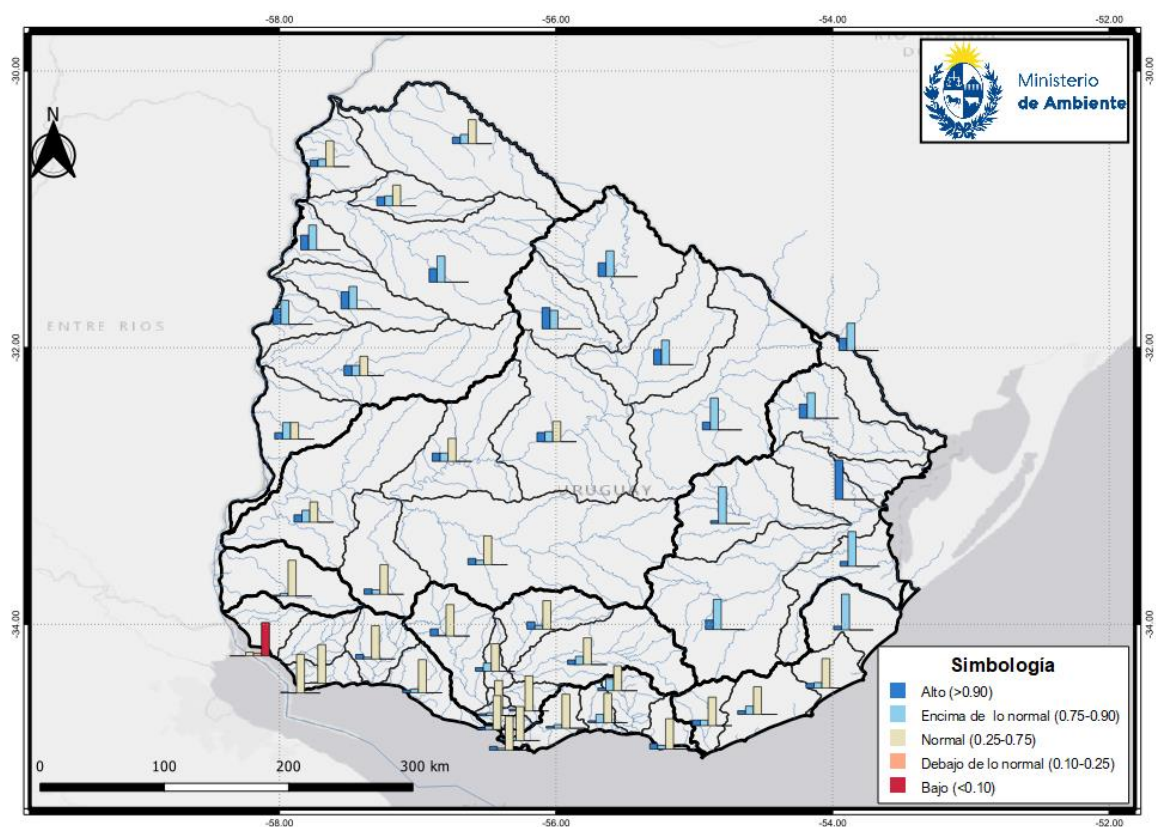 -58.00
-56.00
-54.00
-52.00
-30.00
-30.00
N
Ministerio
de Ambiente
ENTRE RIOS
-32.00
-32.00
URUGUAY
-34.00
-34.00
Simbología
Alto (>0.90)
Encima de lo normal (0.75-0.90)
Normal (0.25-0.75)
Debajo de lo normal (0.10-0.25)
Bajo (<0.10)
0
100
200
300 km
-58.00
-56.00
-54.00
-52.00